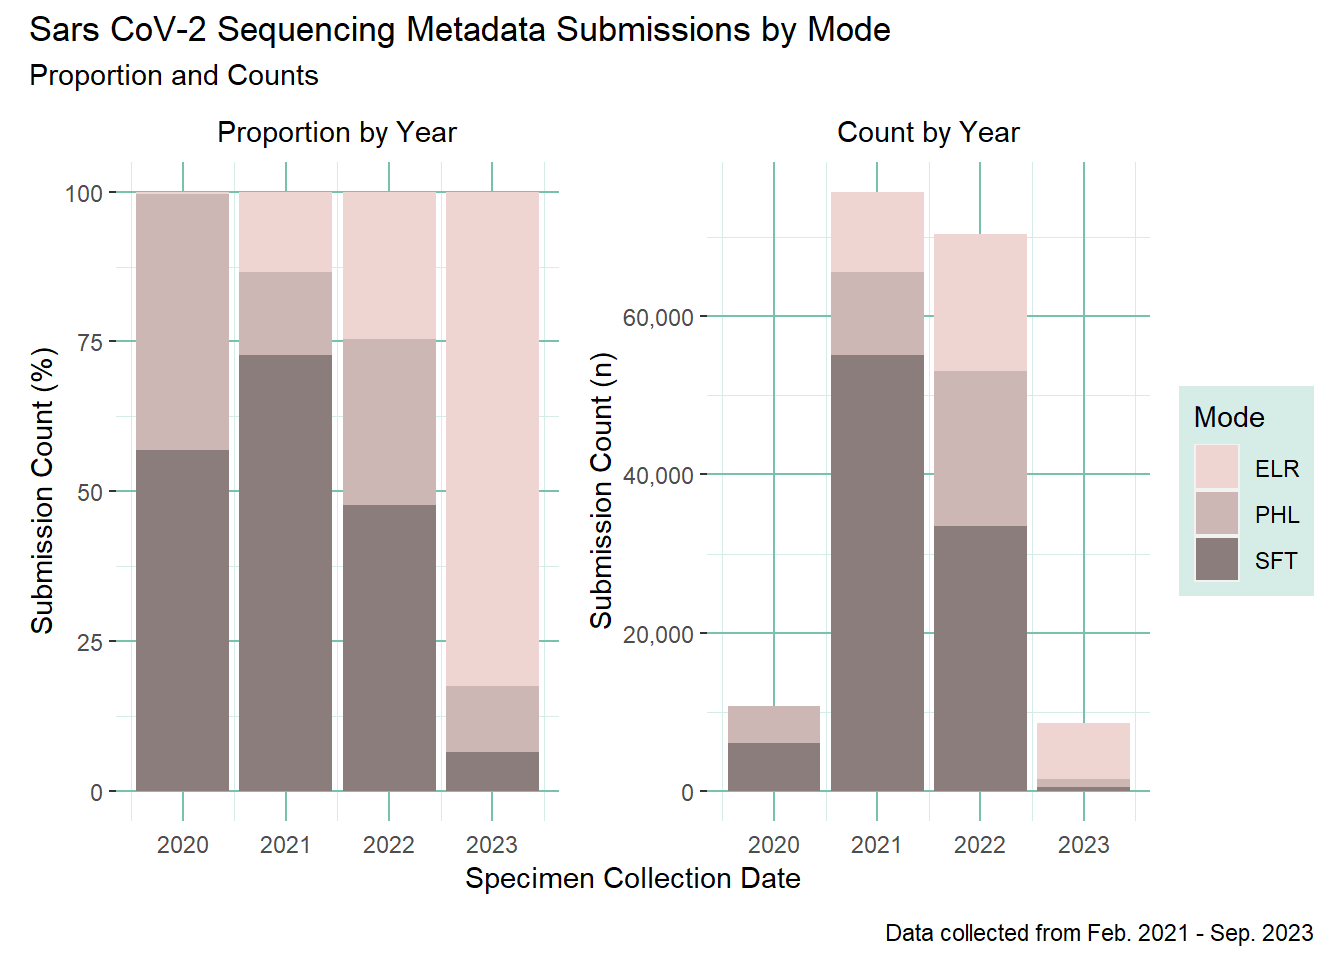 Sars CoV-2 Sequencing Metadata Submissions by Mode
Proportion and Counts
Proportion by Year
Submission Count (%)
100
75
50
25
0
2020 2021 2022 2023
Count by Year
Submission Count (n)
60,000
40,000
20,000
0
2020 2021 2022 2023
Specimen Collection Date
Mode
ELR
PHL
SFT
Data collected from Feb. 2021 - Sep. 2023